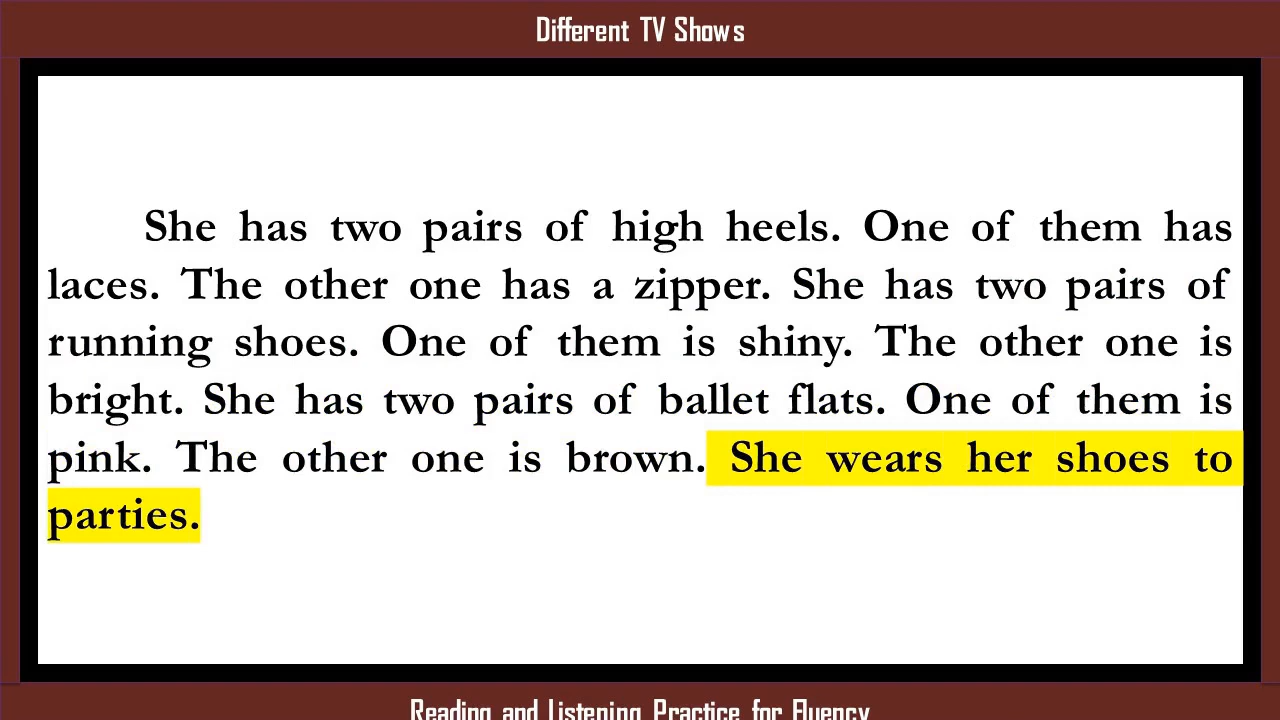 Different TV Shows
She has two pairs of high heels. One of them has
laces. The other one has a zipper. She has two pairs of
running shoes. One of them is shiny. The other one is
bright. She has two pairs of ballet flats. One of them is
pink. The other one is brown. She wears her shoes to
parties.
Reading and Listening Practice for Fluency